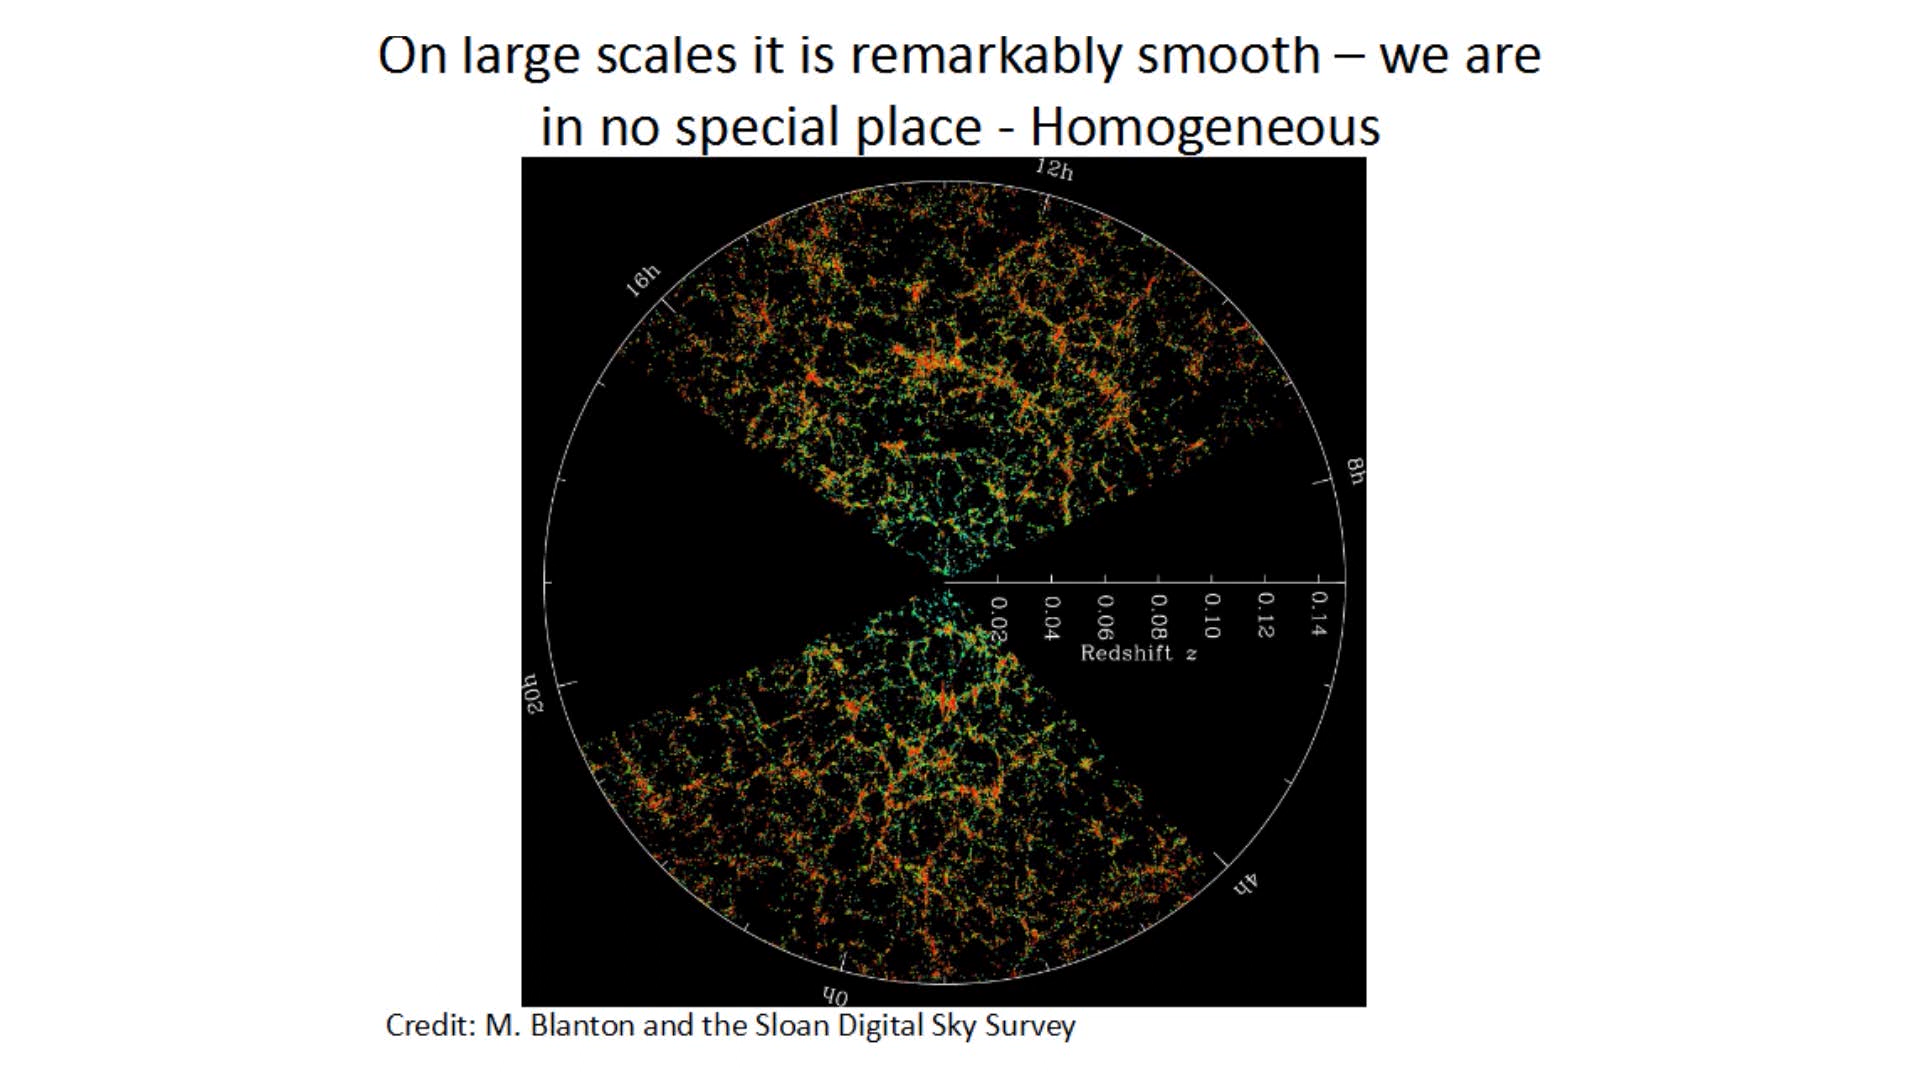 On large scales it is remarkably smooth – we are
in no special place - Homogeneous
12h
16h
8h
0.02
0.04
0.06
0.08
0.10
0.12
0.14
Redshift z
20h
4h
0h
Credit: M. Blanton and the Sloan Digital Sky Survey